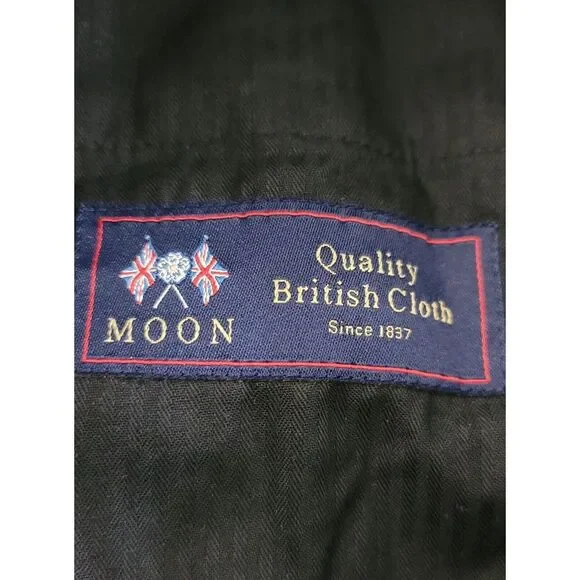 MOON
Quality
British Cloth
Since 1837